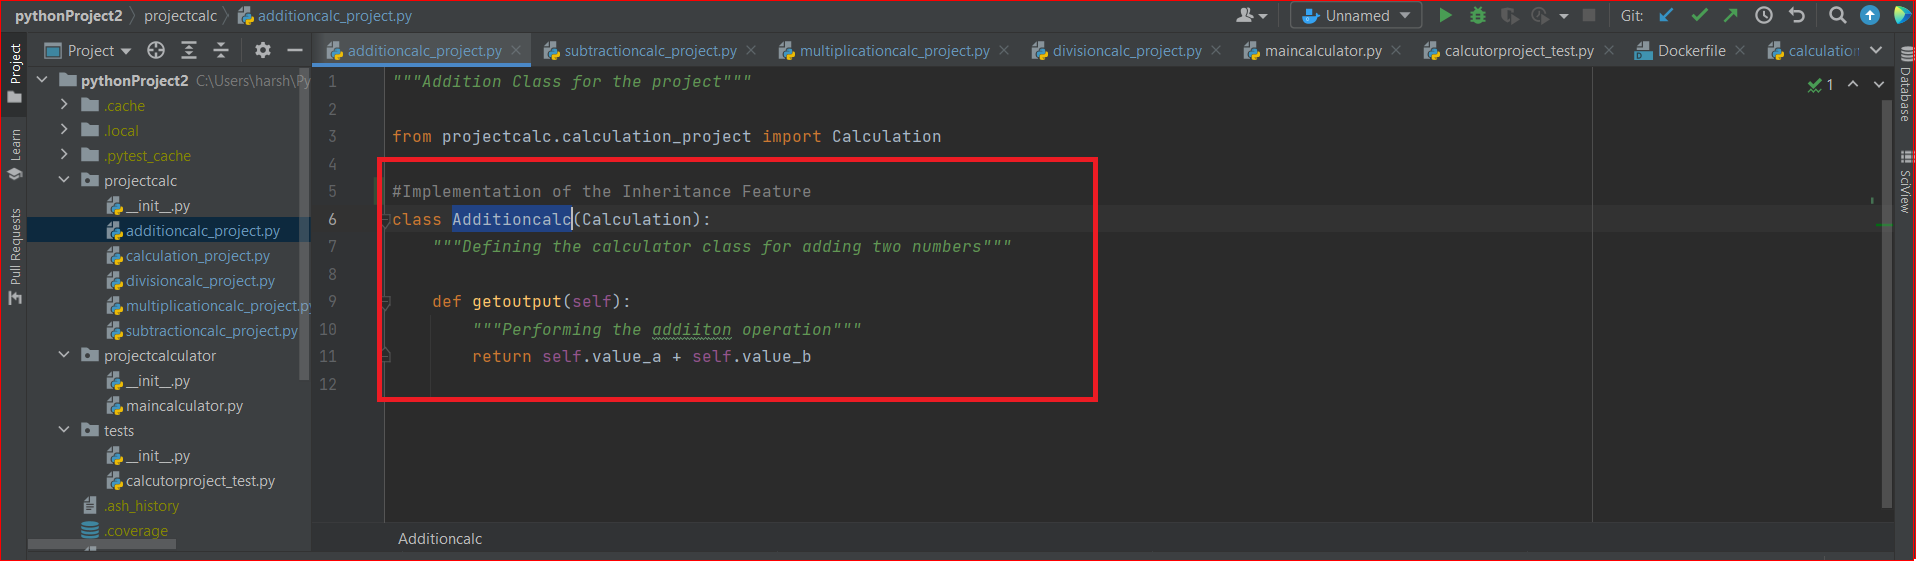 pythonProject2 projectcalc additioncalc_project.py Unnamed Git:
Project
Learn
Pull Requests
Project
additioncalc_project.py subtractioncalc_project.py multiplicationcalc_project.py divisioncalc_project.py maincalculator.py calcutorproject_test.py Dockerfile calculation
pythonProject2 C:\Users\harsh\Py
.cache
.local
.pytest_cache
projectcalc
__init__.py
additioncalc_project.py
calculation_project.py
divisioncalc_project.py
multiplicationcalc_project.py
subtractioncalc_project.py
projectcalculator
__init__.py
maincalculator.py
tests
__init__.py
calcutorproject_test.py
.ash_history
.coverage
1 """Addition Class for the project"""
2
3 from projectcalc.calculation_project import Calculation
4
5 #Implementation of the Inheritance Feature
6 class Additioncalc(Calculation):
7 """Defining the calculator class for adding two numbers"""
8
9 def getoutput(self):
10 """Performing the addiiton operation"""
11 return self.value_a + self.value_b
12
1
Additioncalc
Database
SciView